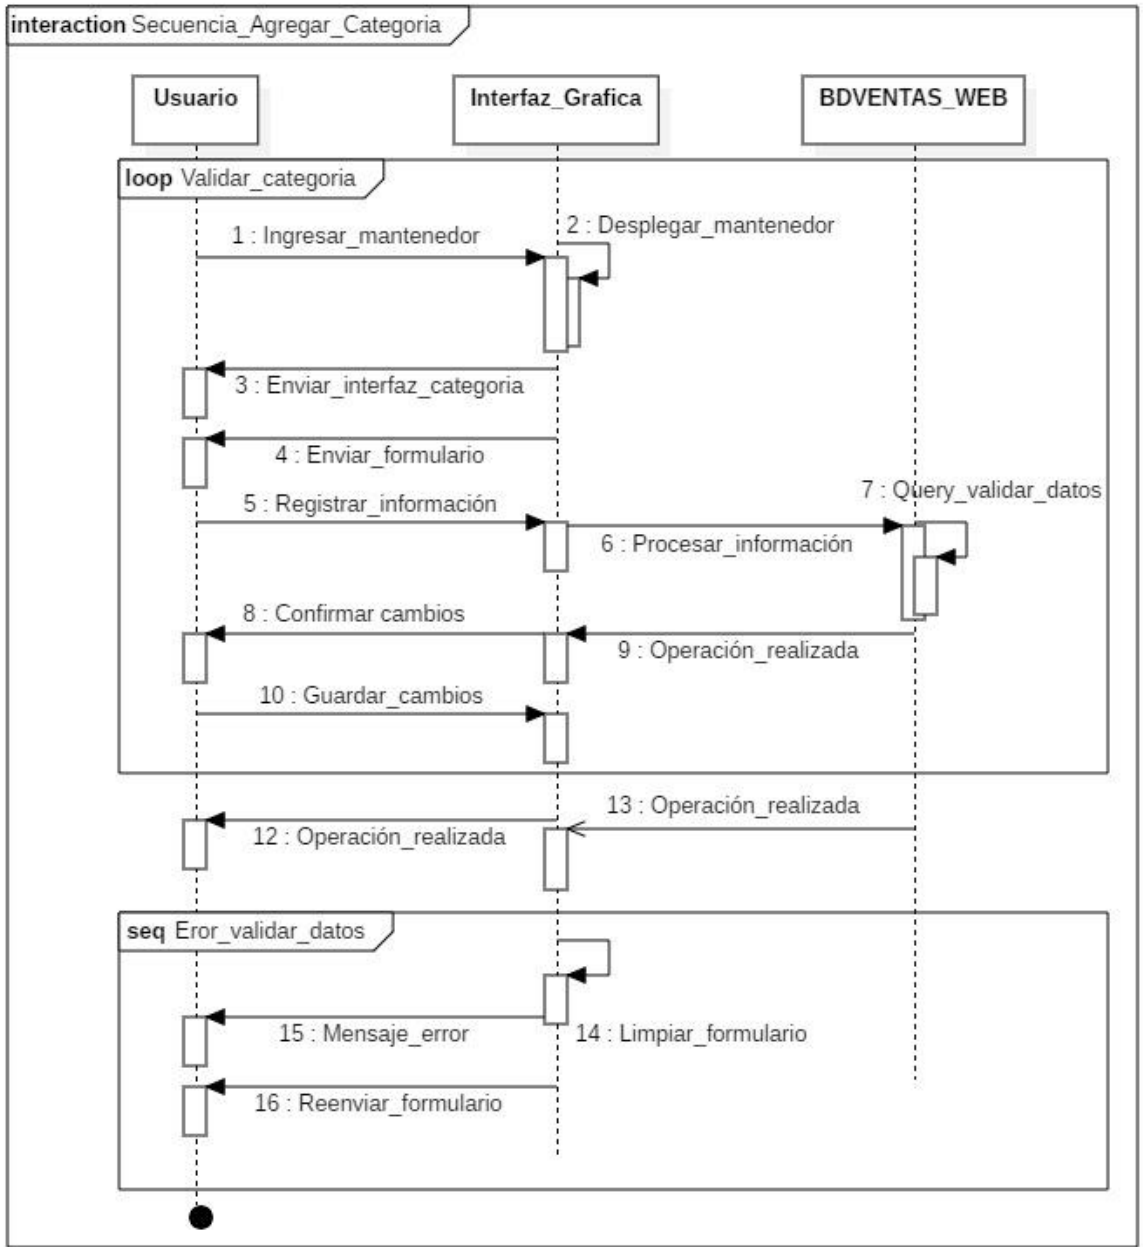 interaction Secuencia_Agregar_Categoria
Usuario
Interfaz_Grafica
BDVENTAS_WEB
loop Validar_categoria
1 : Ingresar_mantenedor
2 : Desplegar_mantenedor
3 : Enviar_interfaz_categoria
4 : Enviar_formulario
5 : Registrar_información
7 : Query_validar_datos
6 : Procesar_información
8 : Confirmar cambios
9 : Operación_realizada
10 : Guardar_cambios
13 : Operación_realizada
12 : Operación_realizada
seq Eror_validar_datos
15 : Mensaje_error
14 : Limpiar_formulario
16 : Reenviar_formulario